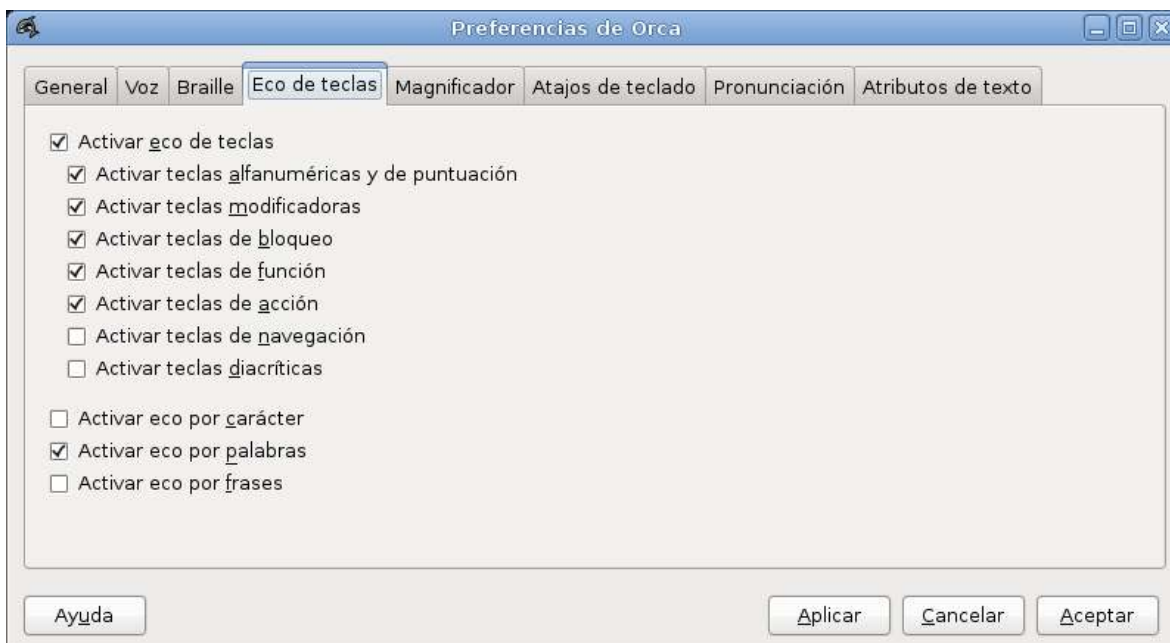 Preferencias de Orca
General Voz Braille Eco de teclas Magnificador Atajos de teclado Pronunciación Atributos de texto
Activar eco de teclas
Activar teclas alfanuméricas y de puntuación
Activar teclas modificadoras
Activar teclas de bloqueo
Activar teclas de función
Activar teclas de acción
Activar teclas de navegación
Activar teclas diacríticas
Activar eco por carácter
Activar eco por palabras
Activar eco por frases
Ayuda Aplicar Cancelar Aceptar